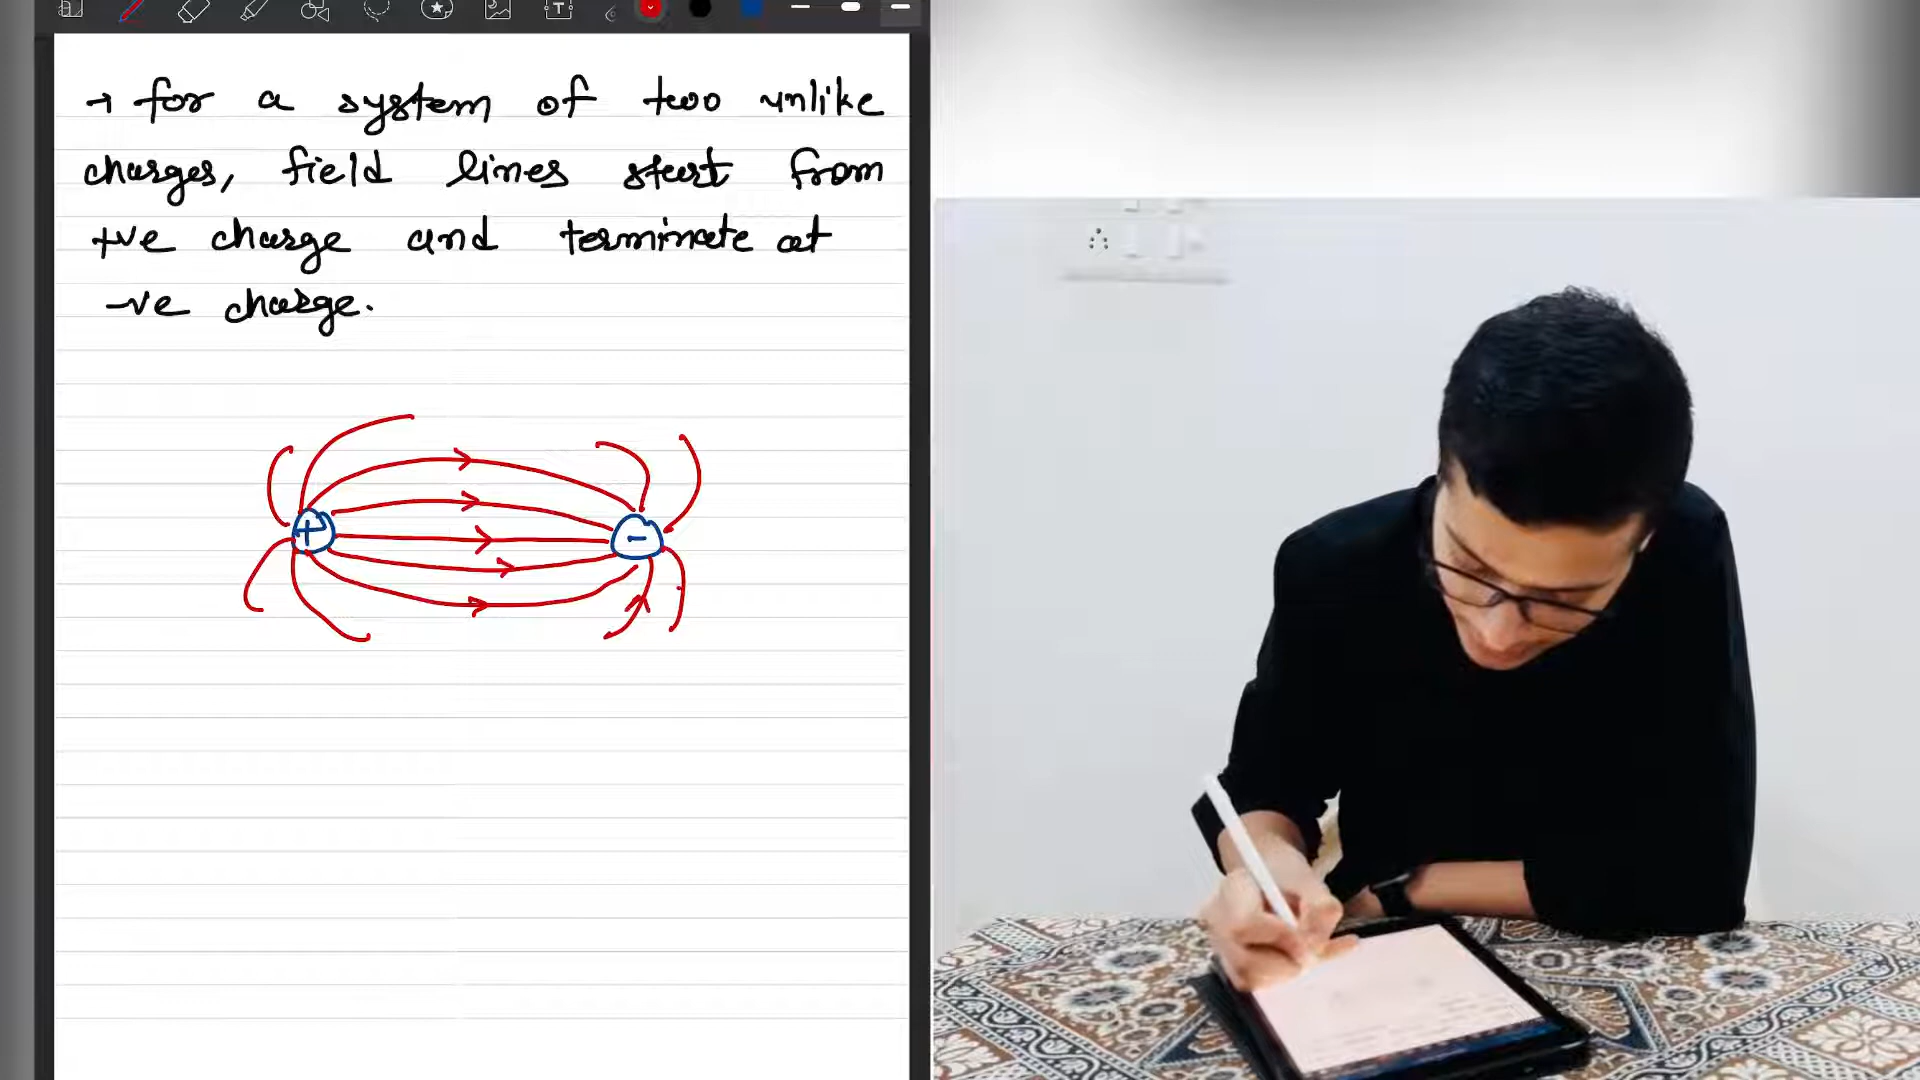 → for a system of two unlike
charges, field lines start from
+ve charge and terminate at
-ve charge.
+
-